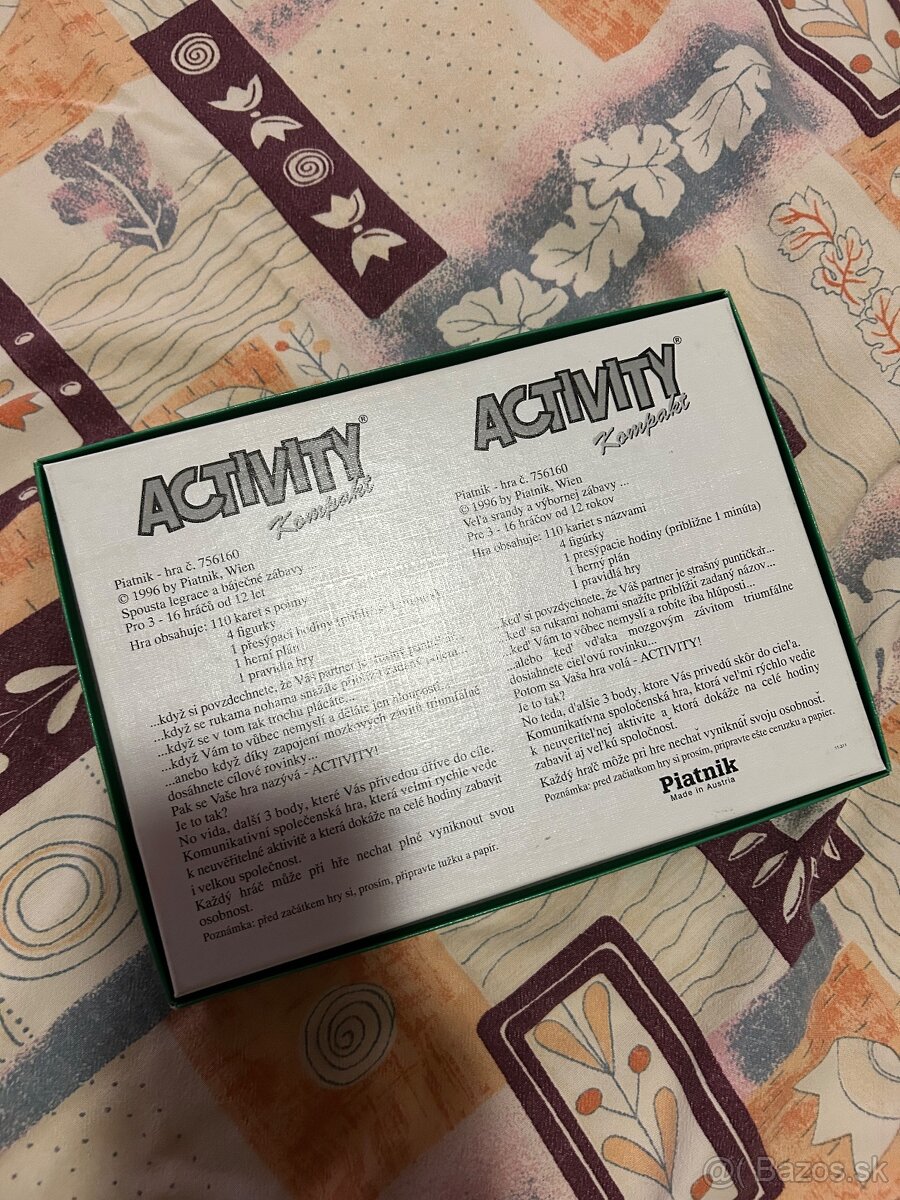 ACTIVITY®
Kompakt
Piatnik - hra č. 756160
© 1996 by Piatnik, Wien
Spousta legrace a báječné zábavy
Pro 3 - 16 hráčů od 12 let
Hra obsahuje: 110 karet s pojmy
4 figurky
1 přesýpací hodiny (přibližně 1 minuta)
1 herní plán
1 pravidla hry
...když si povzdechnete, že Váš partner je strašný puntičkář...
...když se rukama nohama snažíte přiblížit zadaný pojem...
...když se v tom tak trochu plácáte...
...když Vám to vůbec nemyslí a děláte jen hlouposti...
...anebo když díky zapojení mozkových závitů triumfálně
dosáhnete cílové rovinky...
Pak se Vaše hra nazývá - ACTIVITY!
Je to tak?
No vida, další 3 body, které Vás přivedou dříve do cíle.
Komunikativní společenská hra, která velmi rychle vede
k neuvěřitelné aktivitě a která dokáže na celé hodiny zabavit
i velkou společnost.
Každý hráč může při hře nechat plné vyniknout svou
osobnost.
Poznámka: před začátkem hry si, prosím, připravte tužku a papír.
ACTIVITY®
Kompakt
Piatnik - hra č. 756160
© 1996 by Piatnik, Wien
Veľa srandy a výbornej zábavy ...
Pre 3 - 16 hráčov od 12 rokov
Hra obsahuje: 110 kariet s názvami
4 figúrky
1 presýpacie hodiny (približne 1 minúta)
1 herný plán
1 pravidlá hry
...keď si povzdychnete, že Váš partner je strašný puntičkař...
...keď sa rukami nohami snažíte priblížiť zadaný názov...
...keď Vám to vôbec nemyslí a robíte iba hlúposti...
...alebo keď vďaka mozgovým závitom triumfálne
dosiahnete cieľovú rovinku...
Potom sa Vaša hra volá - ACTIVITY!
Je to tak?
No teda, ďalšie 3 body, ktore Vás privedú skôr do cieľa.
Komunikatívna spoločenská hra, ktorá veľmi rýchlo vedie
k neuveriteľnej aktivite a ktorá dokáže na celé hodiny
zabaviť aj veľkú spoločnosť.
Každý hráč môže pri hre nechať vyniknúť svoju osobnosť.
Poznámka: pred začiatkom hry si prosím, pripravte ešte ceruzku a papier.
Piatnik
Made in Austria
@( Bazos.sk